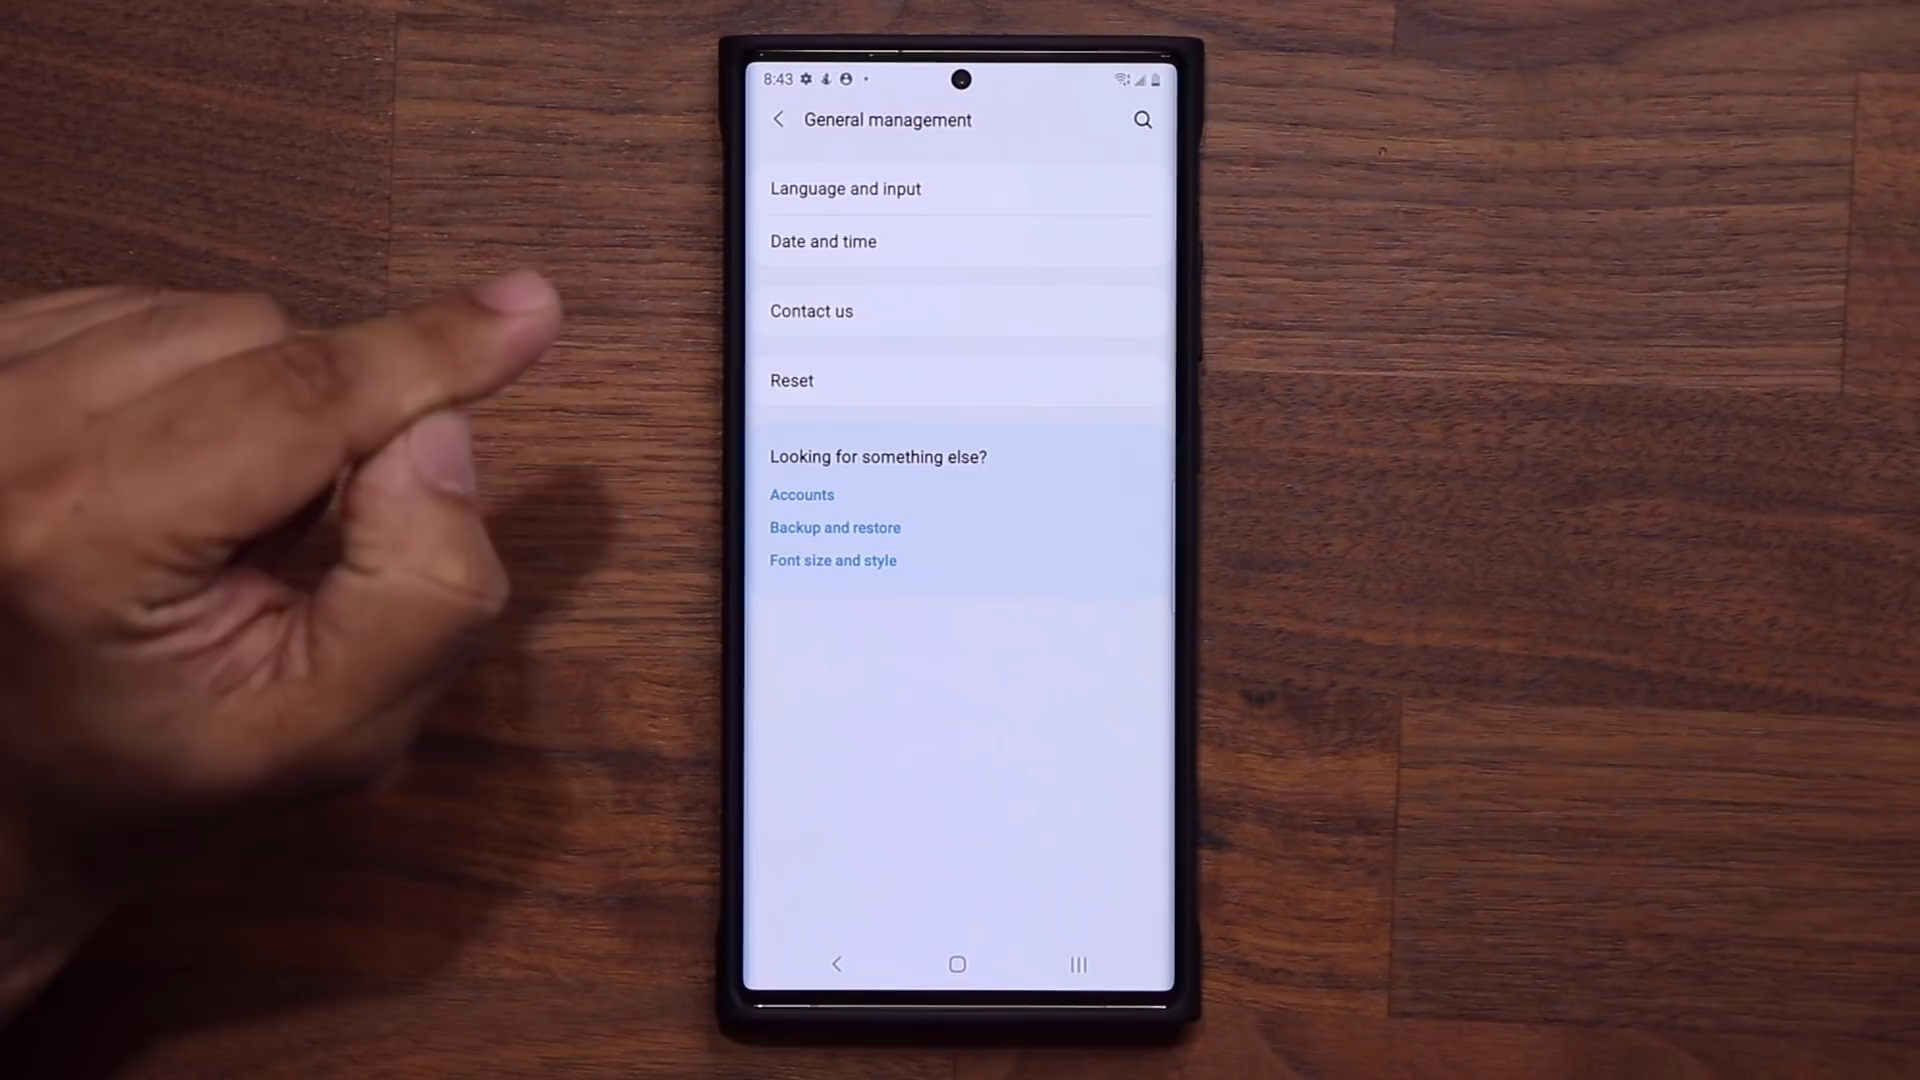 8:43
General management
Language and input
Date and time
Contact us
Reset
Looking for something else?
Accounts
Backup and restore
Font size and style